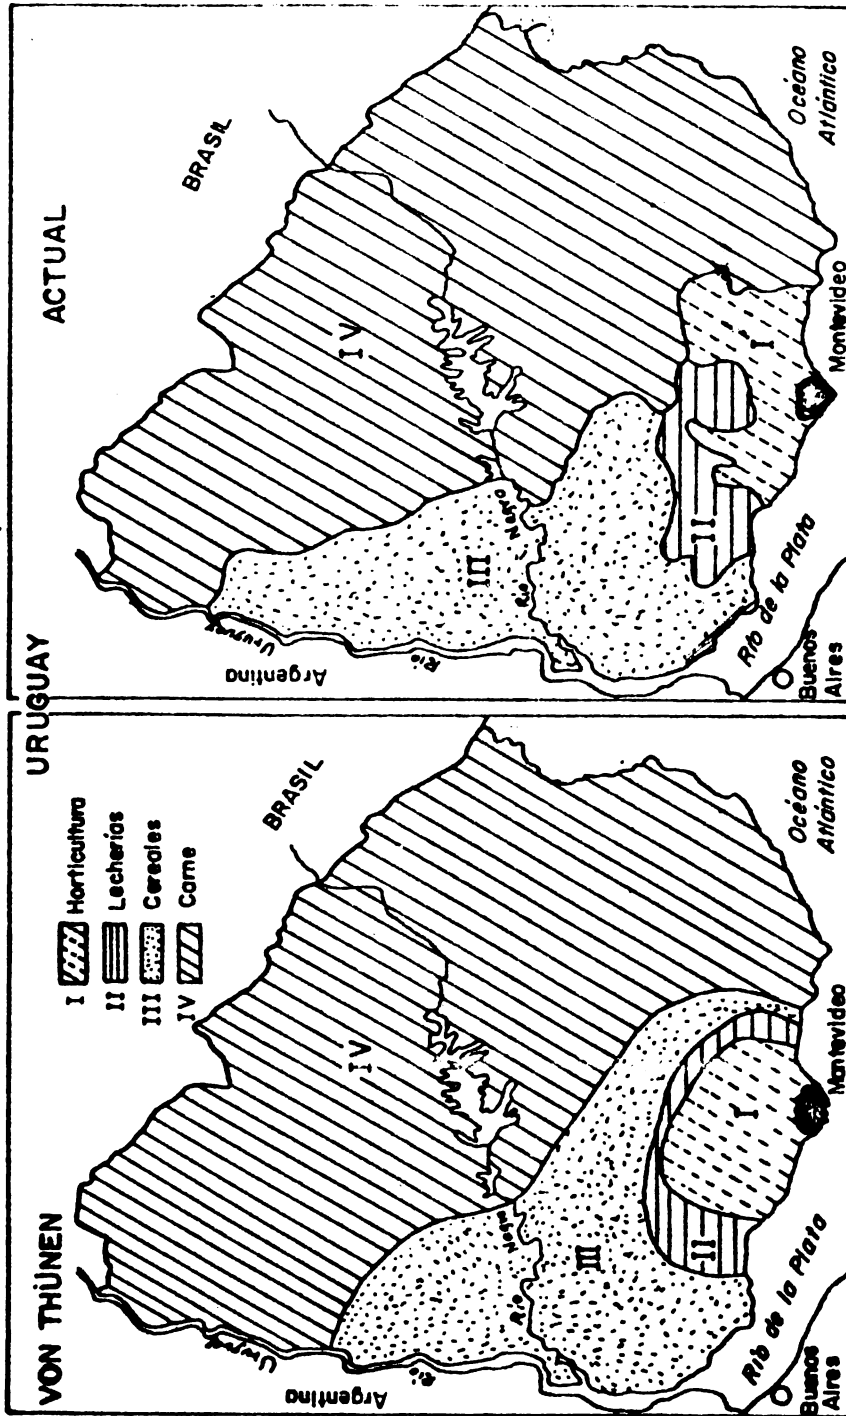 URUGUAY
VON THÜNEN
I Horticultura
II Lecherías
III Cereales
IV Carne
BRASIL
Argentina
Río
Uruguay
Río
Negro
IV
III
II
I
Río de la Plata
Buenos
Aires
Montevideo
Océano
Atlántico
ACTUAL
BRASIL
Argentina
Río
Uruguay
Río
Negro
IV
III
II
I
Río de la Plata
Buenos
Aires
Montevideo
Océano
Atlántico